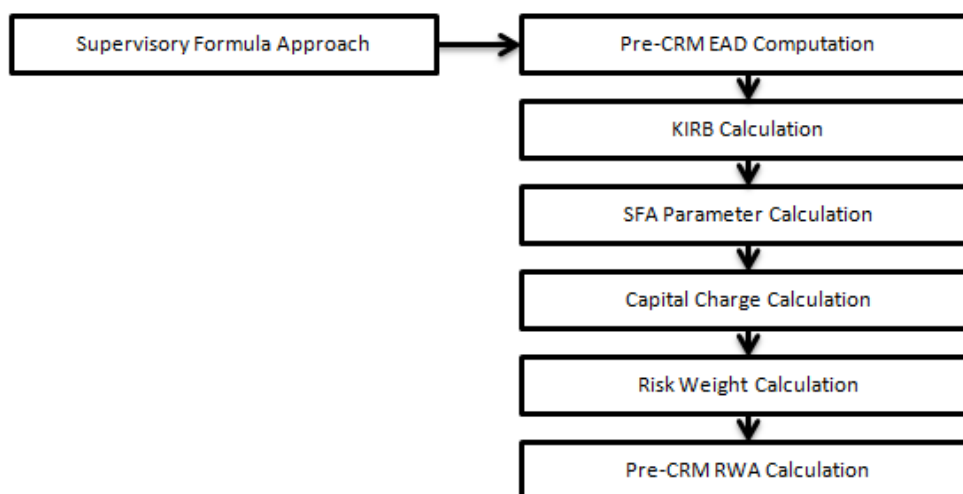 Supervisory Formula Approach
Pre-CRM EAD Computation
KIRB Calculation
SFA Parameter Calculation
Capital Charge Calculation
Risk Weight Calculation
Pre-CRM RWA Calculation